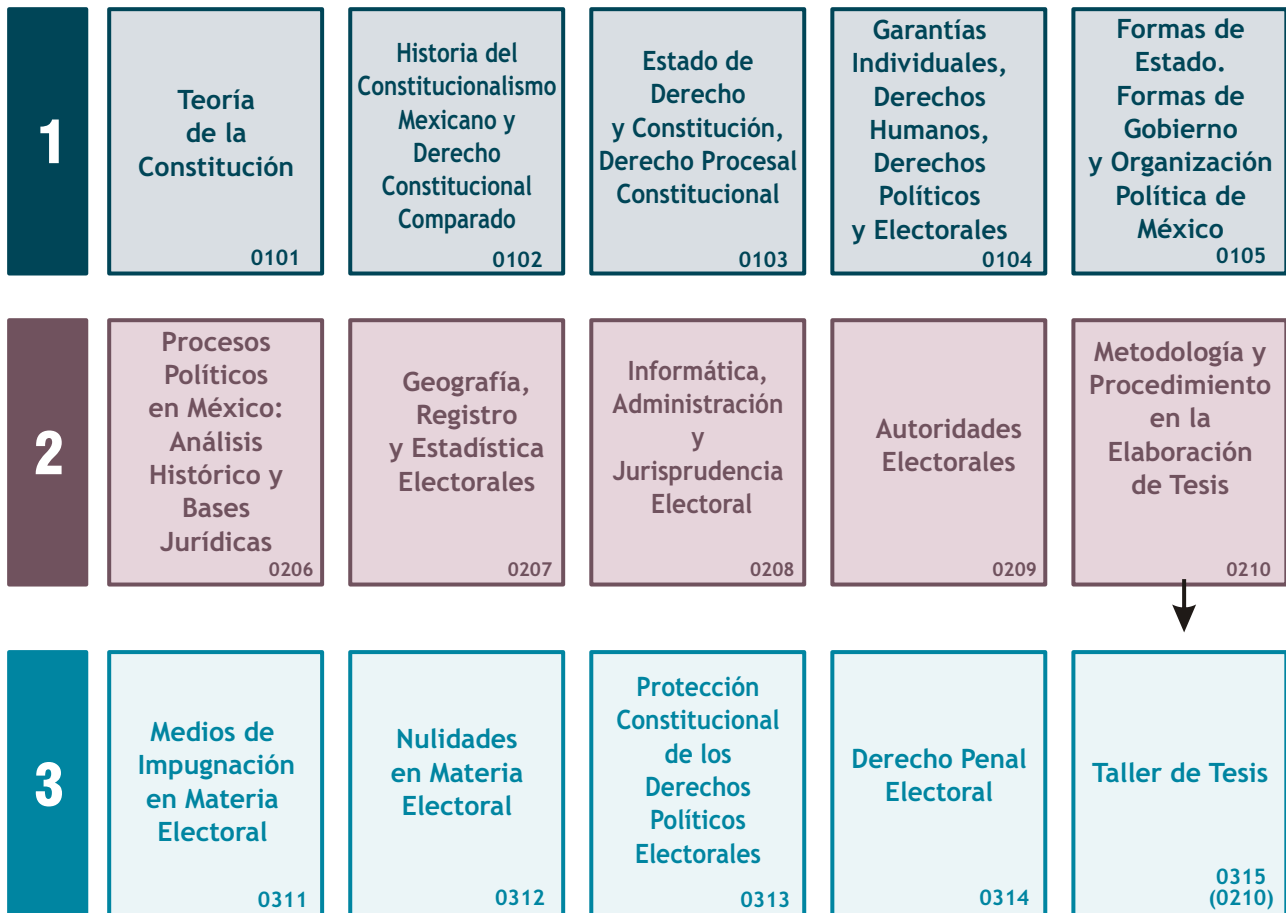 1
Teoría
de la
Constitución
0101
Historia del
Constitucionalismo
Mexicano y
Derecho
Constitucional
Comparado
0102
Estado de
Derecho
y Constitución,
Derecho Procesal
Constitucional
0103
Garantías
Individuales,
Derechos
Humanos,
Derechos
Políticos
y Electorales
0104
Formas de
Estado.
Formas de
Gobierno
y Organización
Política de
México
0105
2
Procesos
Políticos
en México:
Análisis
Histórico y
Bases
Jurídicas
0206
Geografía,
Registro
y Estadística
Electorales
0207
Informática,
Administración
y
Jurisprudencia
Electoral
0208
Autoridades
Electorales
0209
Metodología y
Procedimiento
en la
Elaboración
de Tesis
0210
3
Medios de
Impugnación
en Materia
Electoral
0311
Nulidades
en Materia
Electoral
0312
Protección
Constitucional
de los
Derechos
Políticos
Electorales
0313
Derecho Penal
Electoral
0314
Taller de Tesis
0315
(0210)